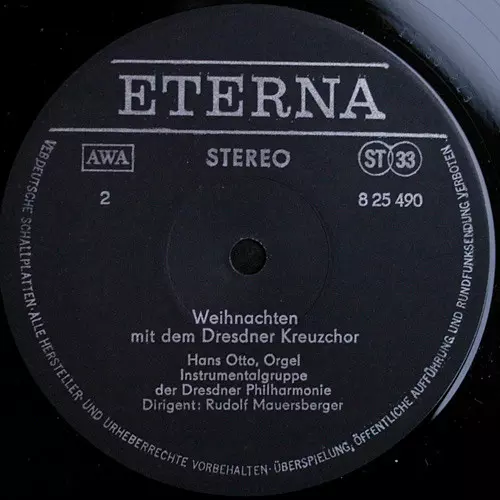 ETERNA
AWA
STEREO
ST 33
2
8 25 490
Weihnachten
mit dem Dresdner Kreuzchor
Hans Otto, Orgel
Instrumentalgruppe
der Dresdner Philharmonie
Dirigent: Rudolf Mauersberger
VEB DEUTSCHE SCHALLPLATTEN·ALLE HERSTELLER- UND URHEBERRECHTE VORBEHALTEN·ÜBERSPIELUNG, ÖFFENTLICHE AUFFÜHRUNG UND RUNDFUNKSENDUNG VERBOTEN